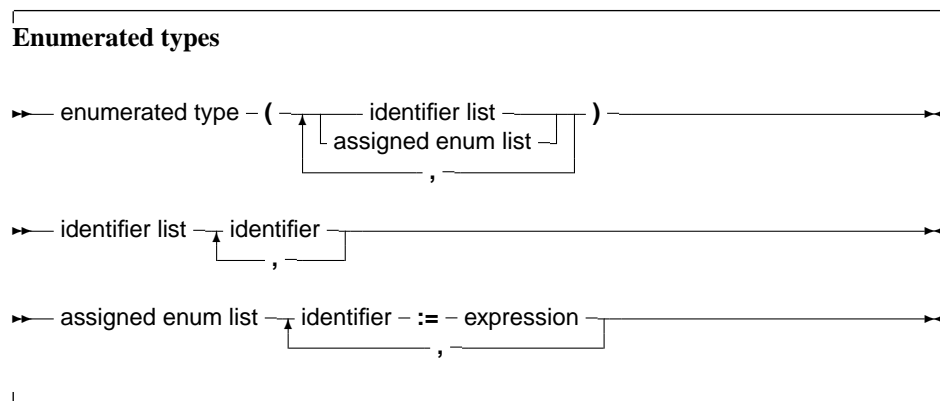 Enumerated types
enumerated type ( identifier list )
assigned enum list
,
identifier list identifier
,
assigned enum list identifier := expression
,